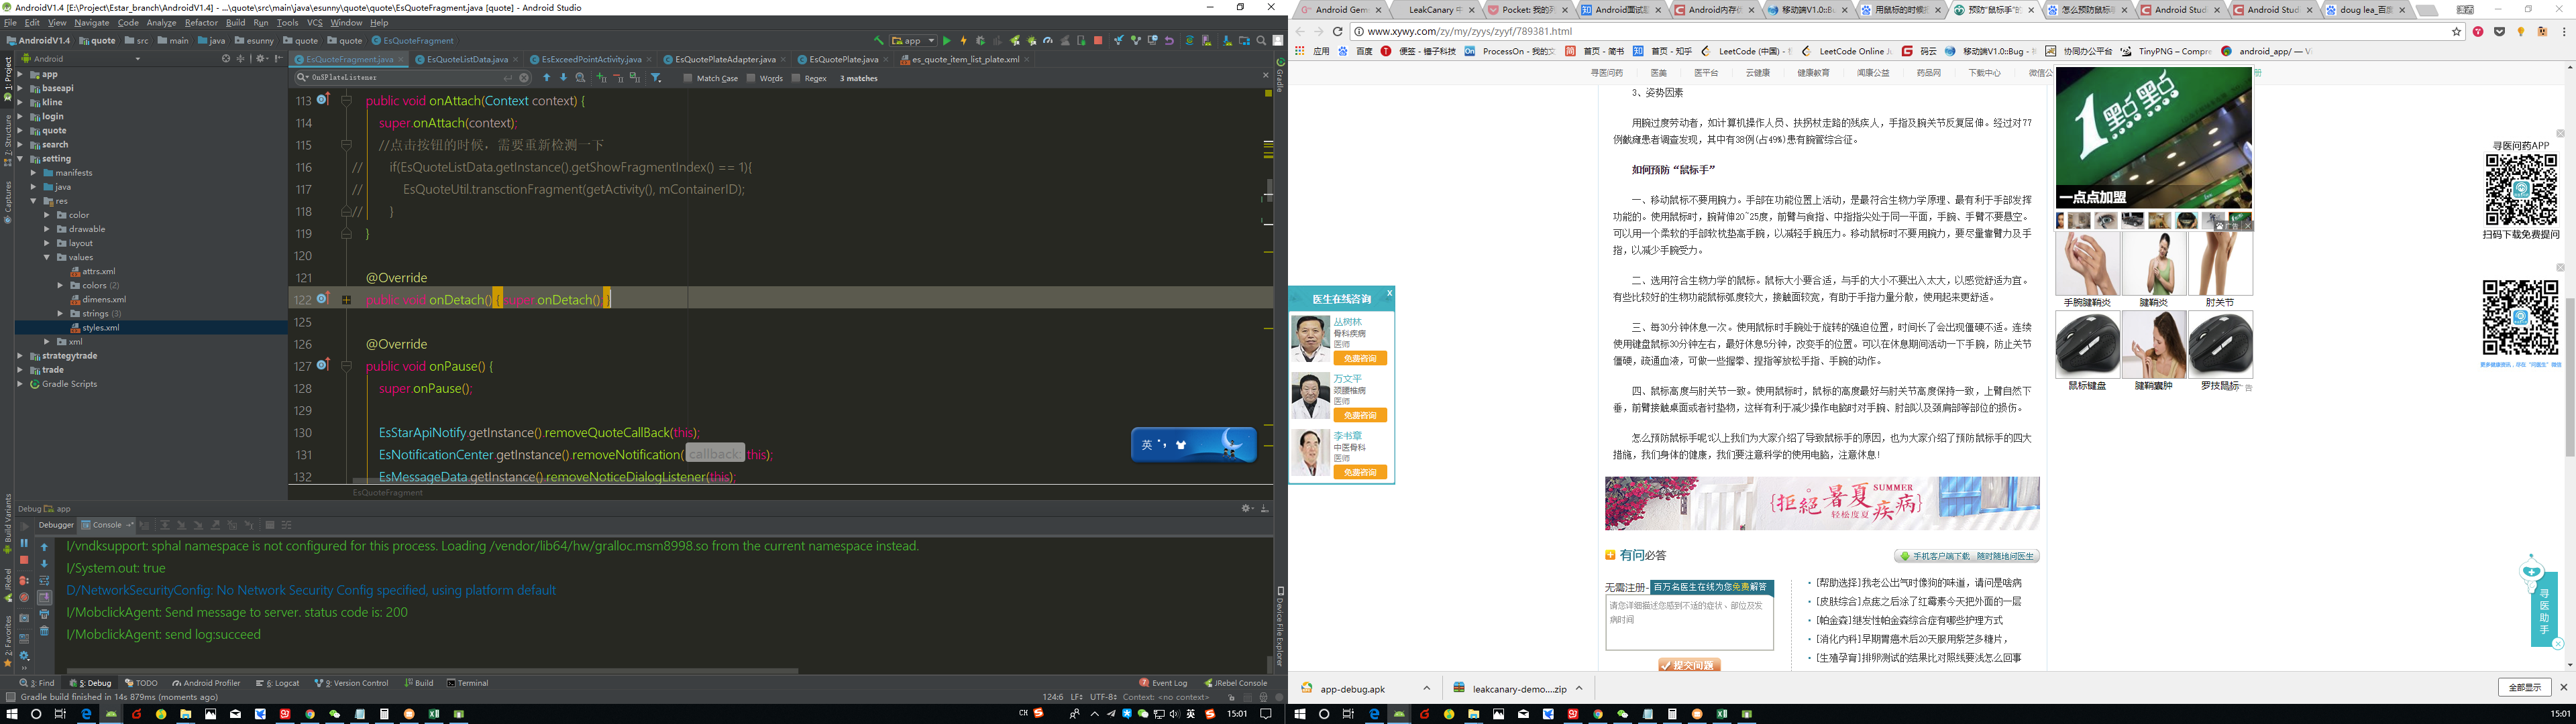 AndroidV1.4 [E:\Project\Estar_branch\AndroidV1.4] - ...\quote\src\main\java\esunny\quote\quote\EsQuoteFragment.java [quote] - Android Studio
File Edit View Navigate Code Analyze Refactor Build Run Tools VCS Window Help
AndroidV1.4 quote src main java esunny quote quote EsQuoteFragment
app
Android
EsQuoteFragment.java EsQuoteListData.java EsExceedPointActivity.java EsQuotePlateAdapter.java EsQuotePlate.java es_quote_item_list_plate.xml
OnSPlateListener Match Case Words Regex 3 matches
1: Project
7: Structure
Captures
Build Variants
JRebel
2: Favorites
Gradle
Device File Explorer
app
baseapi
kline
login
quote
search
setting
manifests
java
res
color
drawable
layout
values
attrs.xml
colors (2)
dimens.xml
strings (3)
styles.xml
xml
strategytrade
trade
Gradle Scripts
113 public void onAttach(Context context) {
114 super.onAttach(context);
115 //点击按钮的时候，需要重新检测一下
116 // if(EsQuoteListData.getInstance().getShowFragmentIndex() == 1){
117 // EsQuoteUtil.transctionFragment(getActivity(), mContainerID);
118 // }
119 }
120
121 @Override
122 public void onDetach() { super.onDetach() }
125
126 @Override
127 public void onPause() {
128 super.onPause();
129
130 EsStarApiNotify.getInstance().removeQuoteCallBack(this);
131 EsNotificationCenter.getInstance().removeNotification( callback: this);
132 EsMessageData.getInstance().removeNoticeDialogListener(this);
EsQuoteFragment
英
Debug app
Debugger Console
I/vndksupport: sphal namespace is not configured for this process. Loading /vendor/lib64/hw/gralloc.msm8998.so from the current namespace instead.
I/System.out: true
D/NetworkSecurityConfig: No Network Security Config specified, using platform default
I/MobclickAgent: Send message to server. status code is: 200
I/MobclickAgent: send log:succeed
3: Find 5: Debug TODO Android Profiler 6: Logcat 9: Version Control Build Terminal Event Log JRebel Console
Gradle build finished in 14s 879ms (moments ago) 124:6 LF UTF-8 Context: <no context>
CH 英 15:01
Android Gem LeakCanary 中 Pocket: 我的 Android面试 Android内存 移动端V1.0::Bu 用鼠标的时候 预防“鼠标手”的 怎么预防鼠标 Android Stud Android Stud doug lea_百度
www.xywy.com/zy/my/zyys/zyyf/789381.html
应用 百度 便签 - 锤子科技 ProcessOn - 我的文 首页 - 简书 首页 - 知乎 LeetCode (中国) - LeetCode Online J 码云 移动端V1.0::Bug - 协同办公平台 TinyPNG – Compre android_app/ — V
寻医问药 医美 医平台 云健康 健康教育 闻康公益 药品网 下载中心 微信公
3、姿势因素
用腕过度劳动者，如计算机操作人员、扶拐杖走路的残疾人，手指及腕关节反复屈伸。经过对77
例截瘫患者调查发现，其中有38例(占49%)患有腕管综合征。
如何预防“鼠标手”
一、移动鼠标不要用腕力。手部在功能位置上活动，是最符合生物力学原理、最有利于手部发挥
功能的。使用鼠标时，腕背伸20~25度，前臂与食指、中指指尖处于同一平面，手腕、手臂不要悬空。
可以用一个柔软的手部软枕垫高手腕，以减轻手腕压力。移动鼠标时不要用腕力，要尽量靠臂力及手
指，以减少手腕受力。
二、选用符合生物力学的鼠标。鼠标大小要合适，与手的大小不要出入太大，以感觉舒适为宜。
有些比较好的生物功能鼠标弧度较大，接触面较宽，有助于手指力量分散，使用起来更舒适。
三、每30分钟休息一次。使用鼠标时手腕处于旋转的强迫位置，时间长了会出现僵硬不适。连续
使用键盘鼠标30分钟左右，最好休息5分钟，改变手的位置。可以在休息期间活动一下手腕，防止关节
僵硬，疏通血液，可做一些握拳、捏指等放松手指、手腕的动作。
四、鼠标高度与肘关节一致。使用鼠标时，鼠标的高度最好与肘关节高度保持一致，上臂自然下
垂，前臂接触桌面或者衬垫物，这样有利于减少操作电脑时对手腕、肘部以及颈肩部等部位的损伤。
怎么预防鼠标手呢?以上我们为大家介绍了导致鼠标手的原因，也为大家介绍了预防鼠标手的四大
措施，我们身体的健康，我们要注意科学的使用电脑，注意休息!
医生在线咨询 x
丛树林
骨科疾病
医师
免费咨询
万文平
颈腰椎病
医师
免费咨询
李书章
中医骨科
医师
免费咨询
1點點
一点点加盟
广告
手腕腱鞘炎 腱鞘炎 肘关节
鼠标键盘 腱鞘囊肿 罗技鼠标
广告
寻医问药APP
扫码下载免费提问
拒絕暑夏疾病 SUMMER
轻松度夏
有问必答
手机客户端下载，随时随地问医生
无需注册- 百万名医生在线为您免费解答
请您详细描述您感到不适的症状、部位及发
病时间
提交问题
[帮助选择]我老公出气时像狗的味道，请问是啥病
[皮肤综合]点痣之后涂了红霉素今天把外面的一层
[帕金森]继发性帕金森综合症有哪些护理方式
[消化内科]早期胃癌术后20天服用紫芝多糖片，
[生殖孕育]排卵测试的结果比对照线要浅怎么回事
寻医助手
app-debug.apk leakcanary-demo....zip 全部显示
15:01